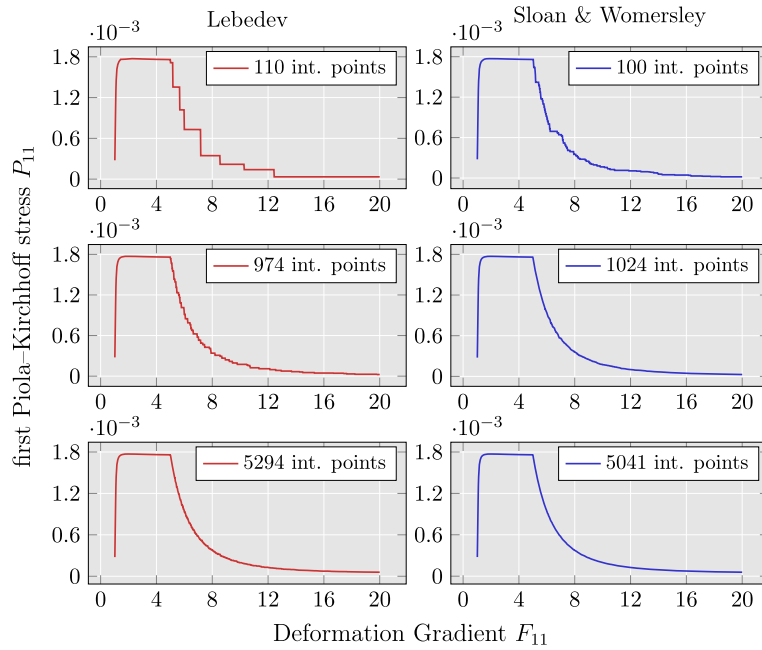 Lebedev
Sloan & Womersley
·10⁻³
·10⁻³
110 int. points
100 int. points
1.8
1.2
0.6
0
1.8
1.2
0.6
0
0 4 8 12 16 20
0 4 8 12 16 20
·10⁻³
·10⁻³
974 int. points
1024 int. points
1.8
1.2
0.6
0
1.8
1.2
0.6
0
0 4 8 12 16 20
0 4 8 12 16 20
·10⁻³
·10⁻³
5294 int. points
5041 int. points
1.8
1.2
0.6
0
1.8
1.2
0.6
0
0 4 8 12 16 20
0 4 8 12 16 20
first Piola–Kirchhoff stress P₁₁
Deformation Gradient F₁₁